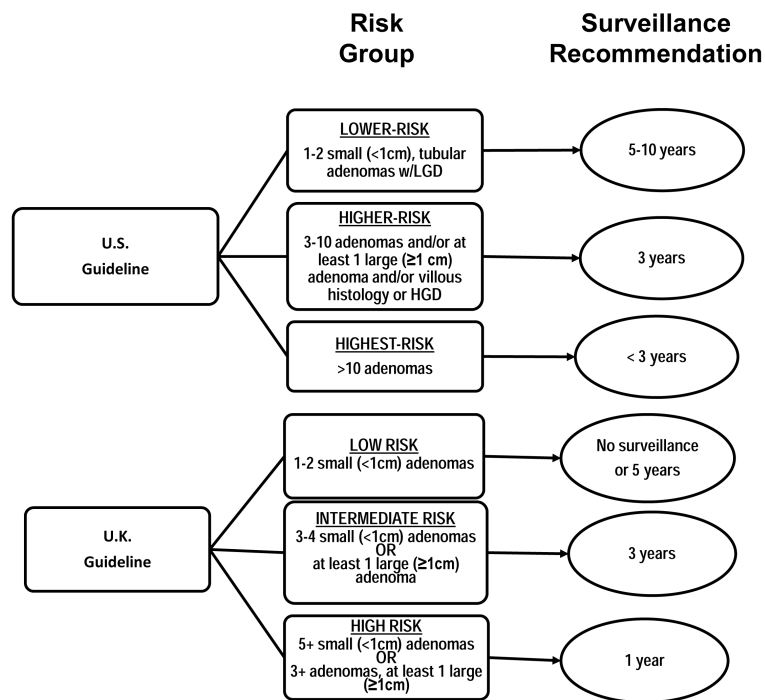 Risk
Group
Surveillance
Recommendation
U.S.
Guideline
LOWER-RISK
1-2 small (<1cm), tubular
adenomas w/LGD
5-10 years
HIGHER-RISK
3-10 adenomas and/or at
least 1 large (≥1 cm)
adenoma and/or villous
histology or HGD
3 years
HIGHEST-RISK
>10 adenomas
< 3 years
U.K.
Guideline
LOW RISK
1-2 small (<1cm) adenomas
No surveillance
or 5 years
INTERMEDIATE RISK
3-4 small (<1cm) adenomas
OR
at least 1 large (≥1cm)
adenoma
3 years
HIGH RISK
5+ small (<1cm) adenomas
OR
3+ adenomas, at least 1 large
(≥1cm)
1 year